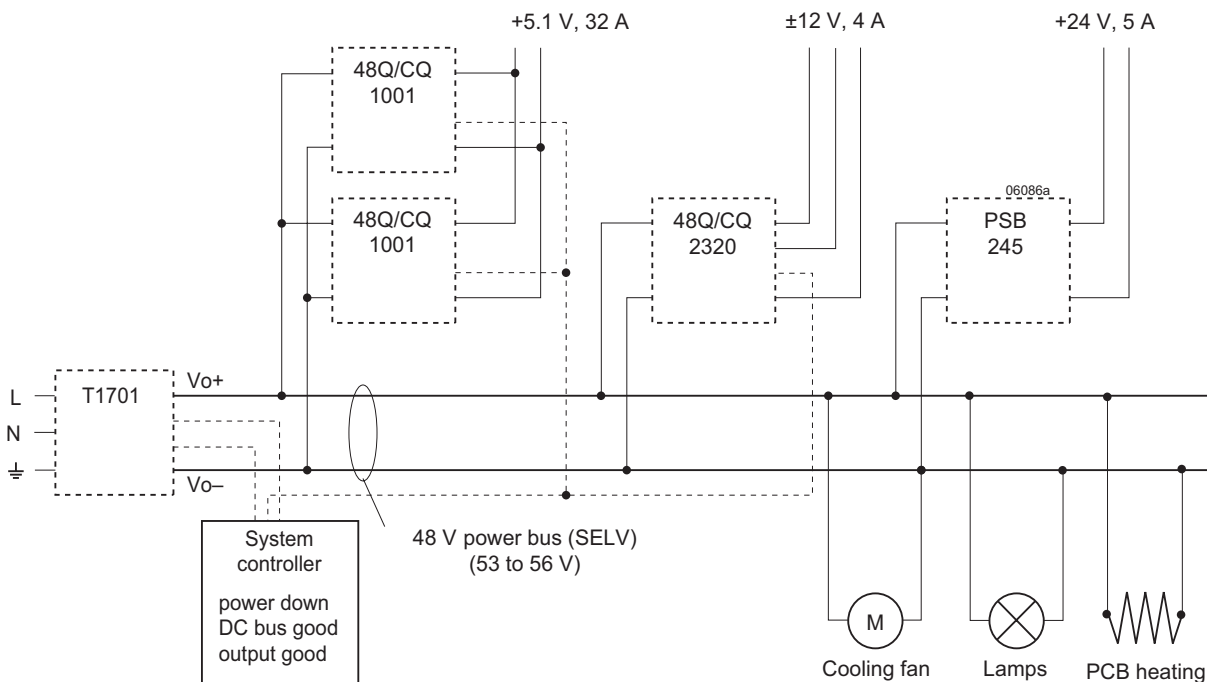 +5.1 V, 32 A
±12 V, 4 A
+24 V, 5 A
48Q/CQ
1001
48Q/CQ
1001
48Q/CQ
2320
06086a
PSB
245
L
N
T1701
Vo+
Vo–
System
controller
power down
DC bus good
output good
48 V power bus (SELV)
(53 to 56 V)
M
Cooling fan
Lamps
PCB heating